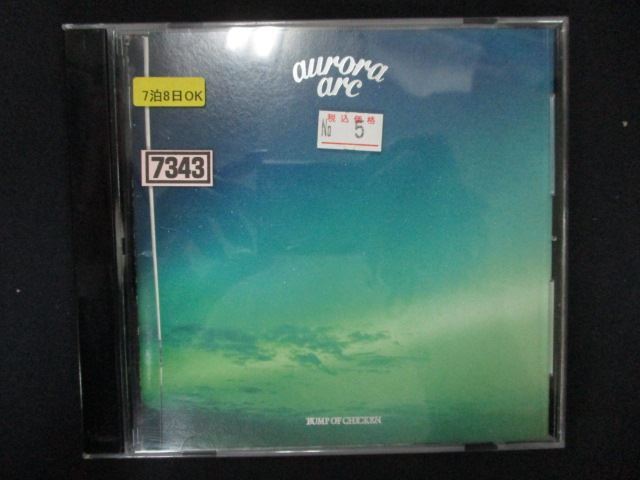 aurora
arc
7泊8日OK
税込価格
No 5
7343
BUMP OF CHICKEN